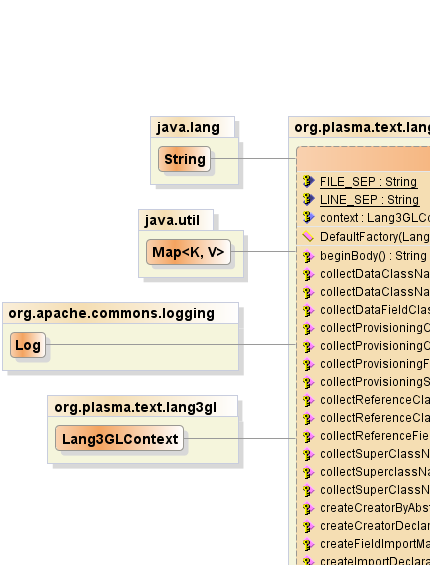 java.lang
String
java.util
Map<K, V>
org.apache.commons.logging
Log
org.plasma.text.lang3gl
Lang3GLContext
org.plasma.text.lang
FILE_SEP : String
LINE_SEP : String
context : Lang3GLCo
DefaultFactory(Lang
beginBody() : String
collectDataClassNa
collectDataClassNa
collectDataFieldClas
collectProvisioningC
collectProvisioningC
collectProvisioningF
collectProvisioningS
collectReferenceCla
collectReferenceCla
collectReferenceFie
collectSuperClassN
collectSuperclassNa
collectSuperClassN
createCreatorByAbst
createCreatorDeclar
createFieldImportMa
createImportDeclara